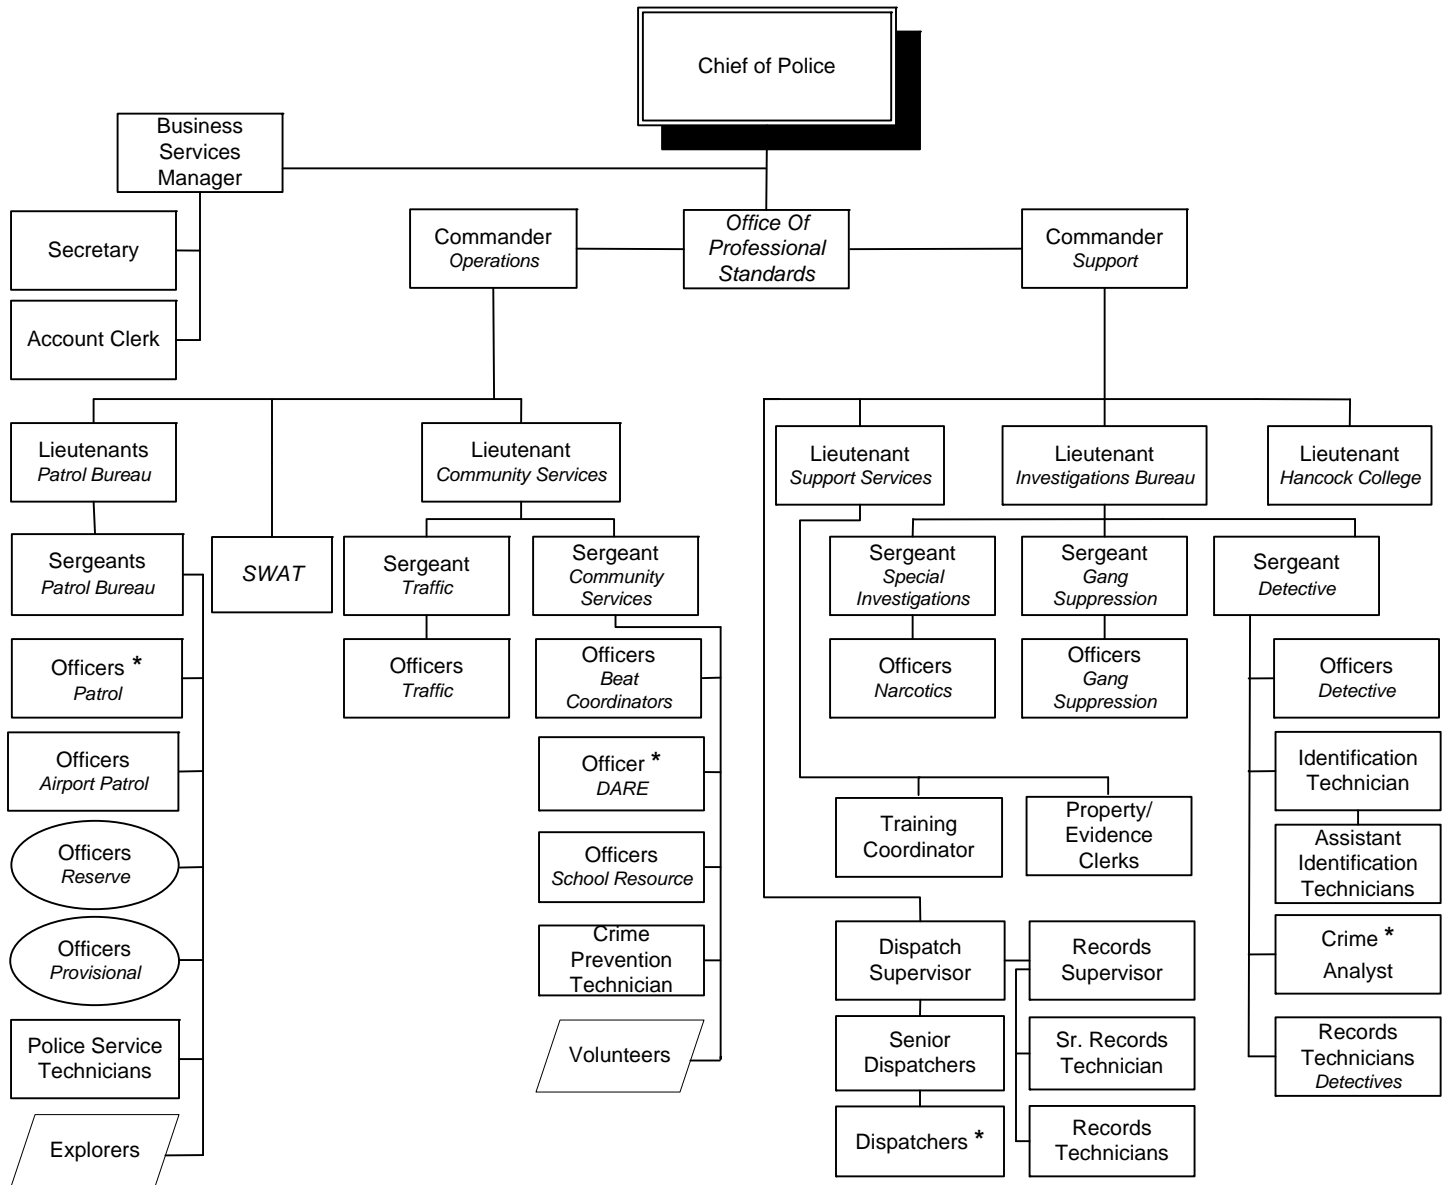 Chief of Police
Business
Services
Manager
Secretary
Account Clerk
Commander
Operations
Office Of
Professional
Standards
Commander
Support
Lieutenants
Patrol Bureau
Lieutenant
Community Services
Lieutenant
Support Services
Lieutenant
Investigations Bureau
Lieutenant
Hancock College
Sergeants
Patrol Bureau
SWAT
Sergeant
Traffic
Sergeant
Community
Services
Sergeant
Special
Investigations
Sergeant
Gang
Suppression
Sergeant
Detective
Officers *
Patrol
Officers
Traffic
Officers
Beat
Coordinators
Officers
Narcotics
Officers
Gang
Suppression
Officers
Detective
Officers
Airport Patrol
Officer *
DARE
Identification
Technician
Training
Coordinator
Property/
Evidence
Clerks
Assistant
Identification
Technicians
Officers
Reserve
Officers
School Resource
Officers
Provisional
Crime
Prevention
Technician
Dispatch
Supervisor
Records
Supervisor
Crime *
Analyst
Police Service
Technicians
Volunteers
Senior
Dispatchers
Sr. Records
Technician
Records
Technicians
Detectives
Explorers
Dispatchers *
Records
Technicians